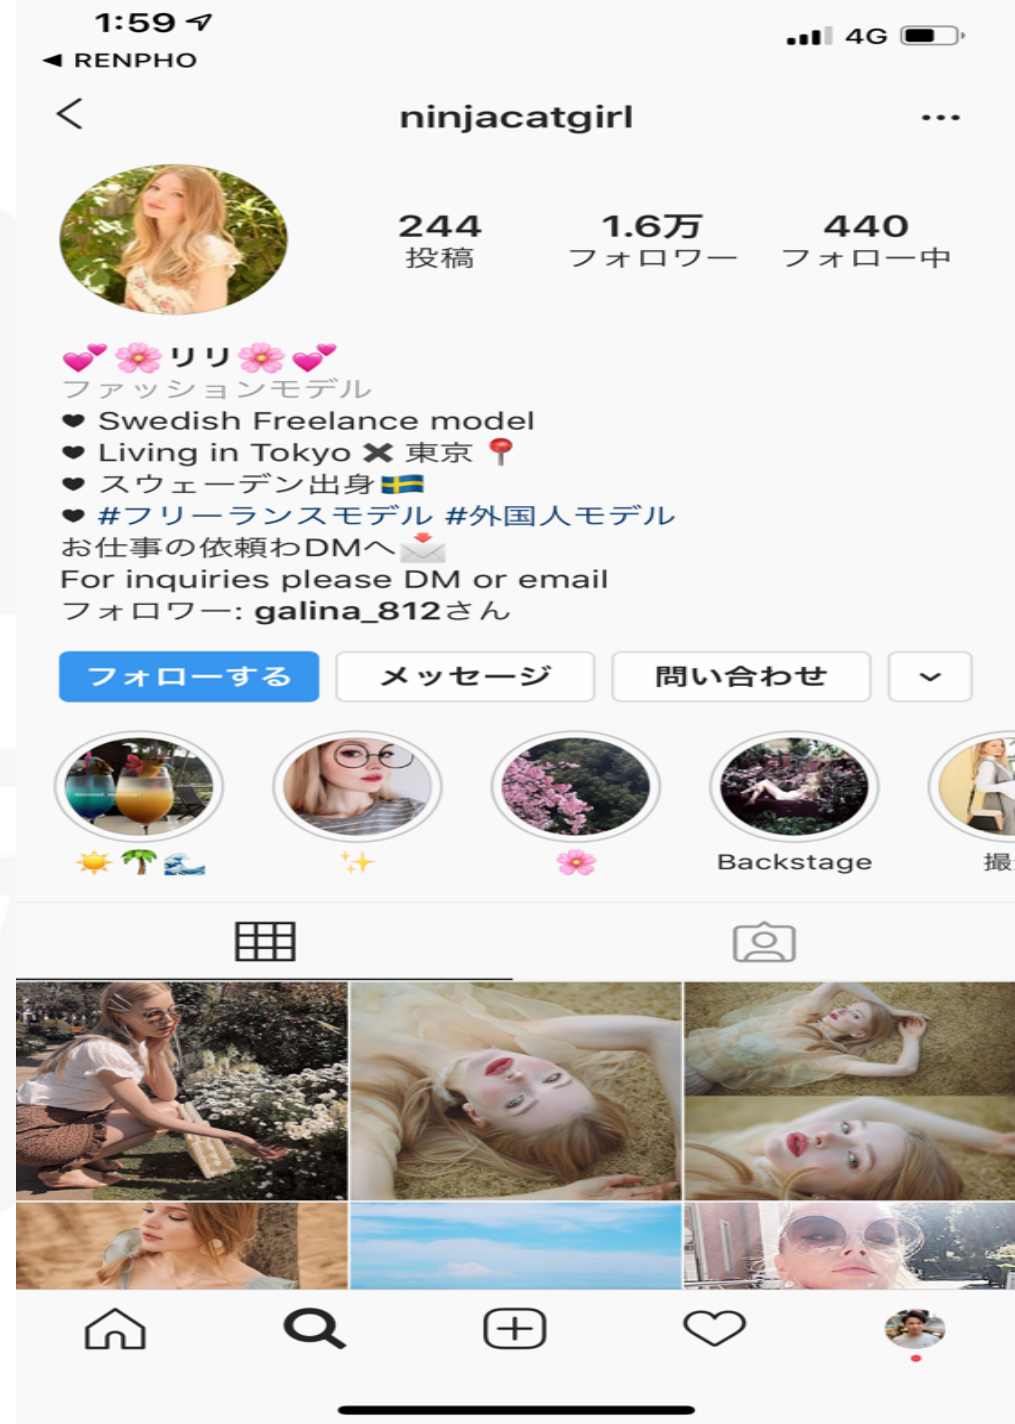 1:59
4G
◀ RENPHO
ninjacatgirl
244
投稿
1.6万
フォロワー
440
フォロー中
💕🌸リリ🌸💕
ファッションモデル
❤ Swedish Freelance model
❤ Living in Tokyo ✖ 東京📍
❤ スウェーデン出身🇸🇪
❤ #フリーランスモデル #外国人モデル
お仕事の依頼わDMへ📩
For inquiries please DM or email
フォロワー: galina_812さん
フォローする
メッセージ
問い合わせ
☀️🌴🌊
✨
🌸
Backstage
撮